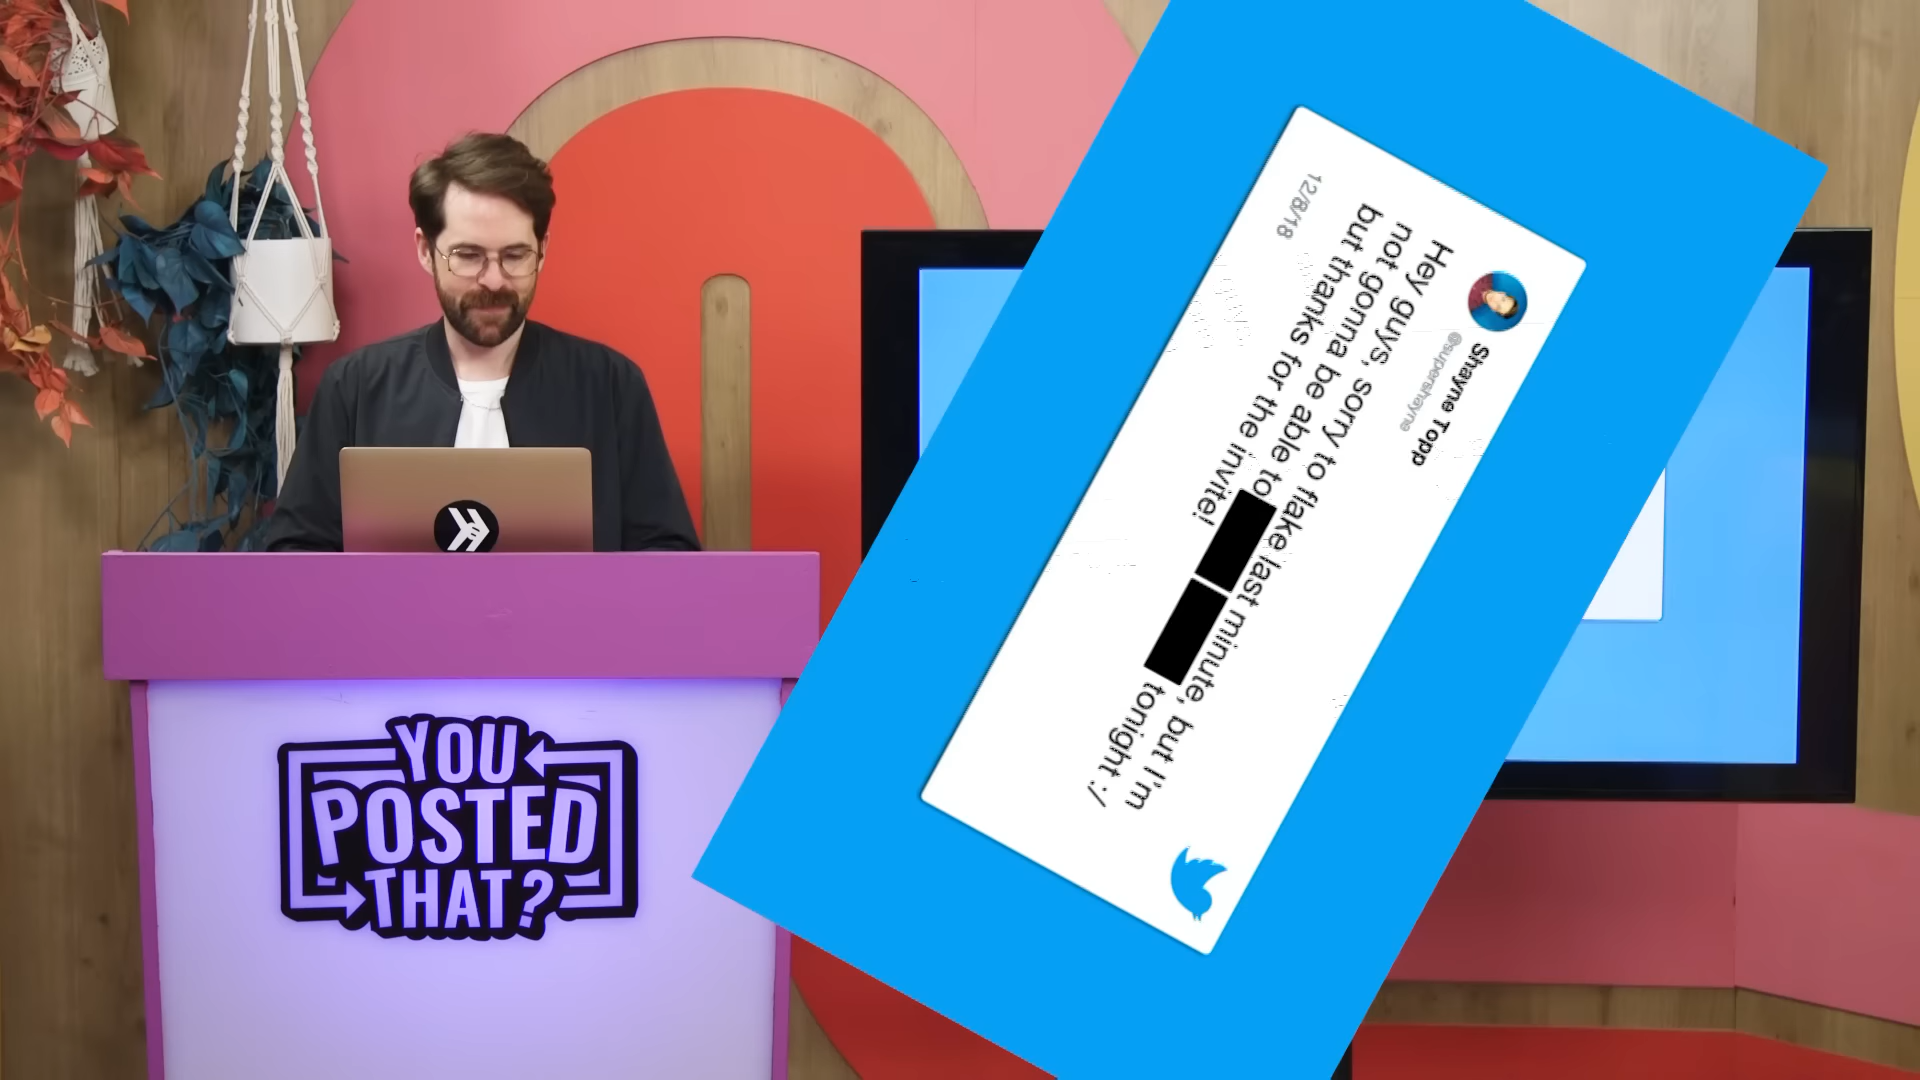 YOU
POSTED
THAT?
Shayne Topp
@supershayne
Hey guys, sorry to flake last minute, but I'm
not gonna be able to tonight :/
but thanks for the invite!
12/8/18